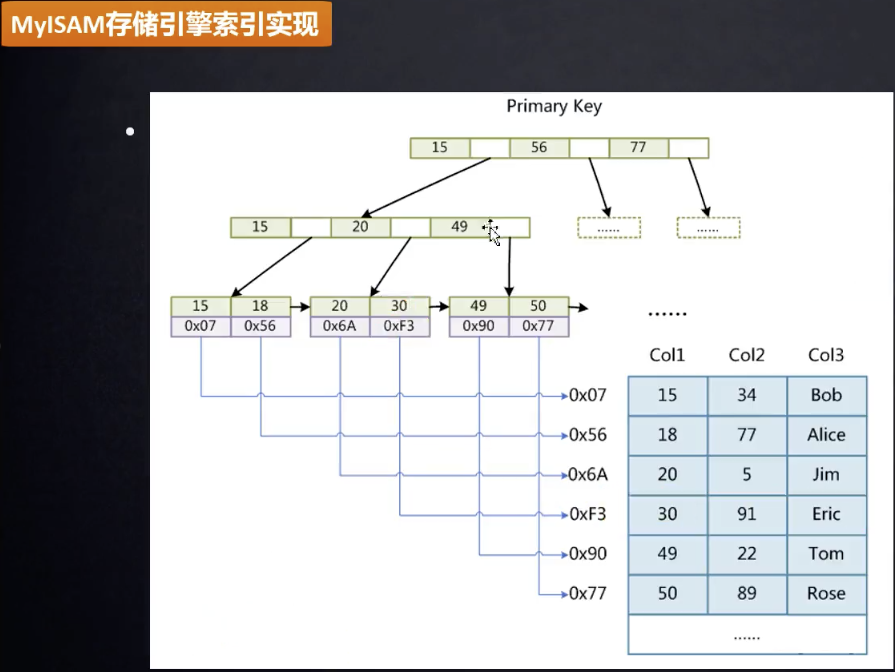 MyISAM存储引擎索引实现
Primary Key
15 56 77
15 20 49
...... ......
15 18 20 30 49 50
0x07 0x56 0x6A 0xF3 0x90 0x77
......
Col1 Col2 Col3
0x07 15 34 Bob
0x56 18 77 Alice
0x6A 20 5 Jim
0xF3 30 91 Eric
0x90 49 22 Tom
0x77 50 89 Rose
......